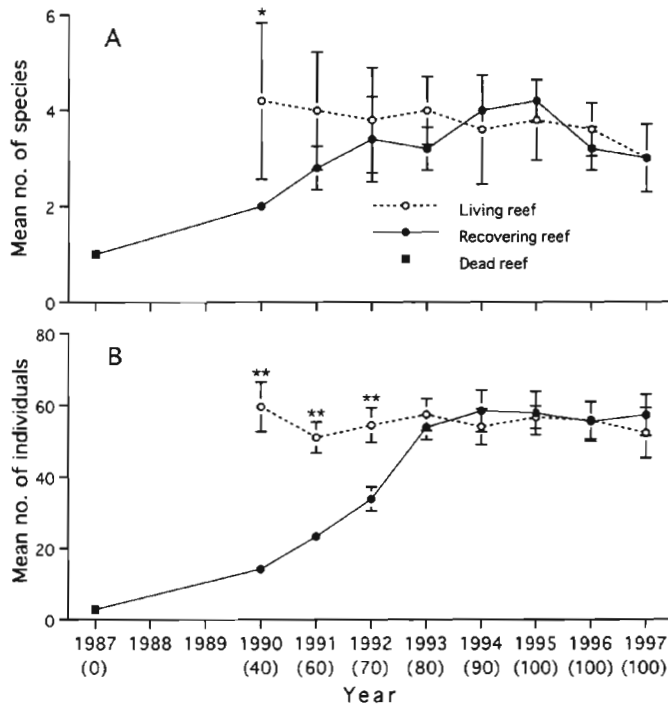 A
Mean no. of species
6
4
2
0
*
Living reef
Recovering reef
Dead reef
B
Mean no. of individuals
80
60
40
20
0
** ** **
1987 1988 1989 1990 1991 1992 1993 1994 1995 1996 1997
(0) (40) (60) (70) (80) (90) (100) (100) (100)
Year